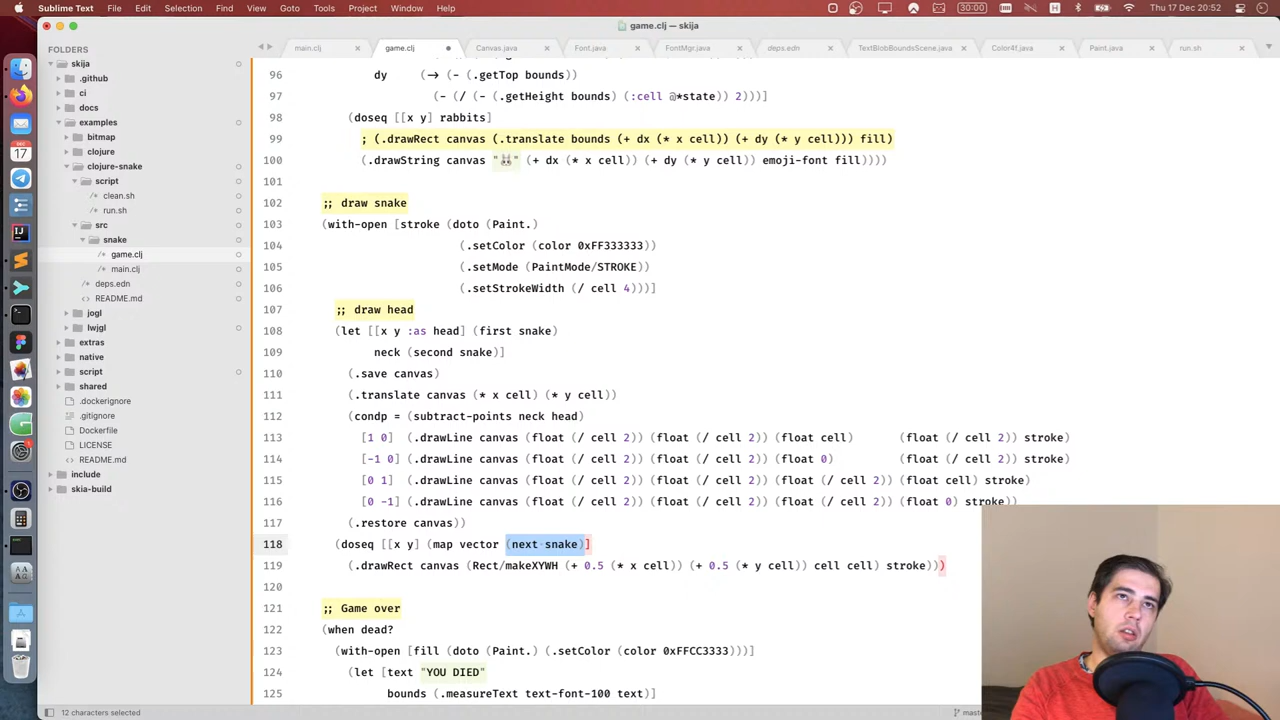 Sublime Text File Edit Selection Find View Goto Tools Project Window Help
Thu 17 Dec 20:52
game.clj — skija
FOLDERS
main.clj
game.clj
Canvas.java
Font.java
FontMgr.java
deps.edn
TextBlobBoundsScene.java
Color4f.java
Paint.java
run.sh
skija
.github
ci
docs
examples
bitmap
clojure
clojure-snake
script
clean.sh
run.sh
src
snake
game.clj
main.clj
deps.edn
README.md
jogl
lwjgl
extras
native
script
shared
.dockerignore
.gitignore
Dockerfile
LICENSE
README.md
include
skija-build
96 dy (-> (- (.getTop bounds))
97 (- (/ (- (.getHeight bounds) (:cell @*state)) 2)))]
98 (doseq [[x y] rabbits]
99 ; (.drawRect canvas (.translate bounds (+ dx (* x cell)) (+ dy (* y cell))) fill)
100 (.drawString canvas "🐰" (+ dx (* x cell)) (+ dy (* y cell)) emoji-font fill))))
101
102 ;; draw snake
103 (with-open [stroke (doto (Paint.)
104 (.setColor (color 0xFF333333))
105 (.setMode (PaintMode/STROKE))
106 (.setStrokeWidth (/ cell 4)))]
107 ;; draw head
108 (let [[x y :as head] (first snake)
109 neck (second snake)]
110 (.save canvas)
111 (.translate canvas (* x cell) (* y cell))
112 (condp = (subtract-points neck head)
113 [1 0] (.drawLine canvas (float (/ cell 2)) (float (/ cell 2)) (float cell) (float (/ cell 2)) stroke)
114 [-1 0] (.drawLine canvas (float (/ cell 2)) (float (/ cell 2)) (float 0) (float (/ cell 2)) stroke)
115 [0 1] (.drawLine canvas (float (/ cell 2)) (float (/ cell 2)) (float (/ cell 2)) (float cell) stroke)
116 [0 -1] (.drawLine canvas (float (/ cell 2)) (float (/ cell 2)) (float (/ cell 2)) (float 0) stroke))
117 (.restore canvas))
118 (doseq [[x y] (map vector (next snake)]
119 (.drawRect canvas (Rect/makeXYWH (+ 0.5 (* x cell)) (+ 0.5 (* y cell)) cell cell) stroke)))
120
121 ;; Game over
122 (when dead?
123 (with-open [fill (doto (Paint.) (.setColor (color 0xFFCC3333)))]
124 (let [text "YOU DIED"
125 bounds (.measureText text-font-100 text)]
12 characters selected